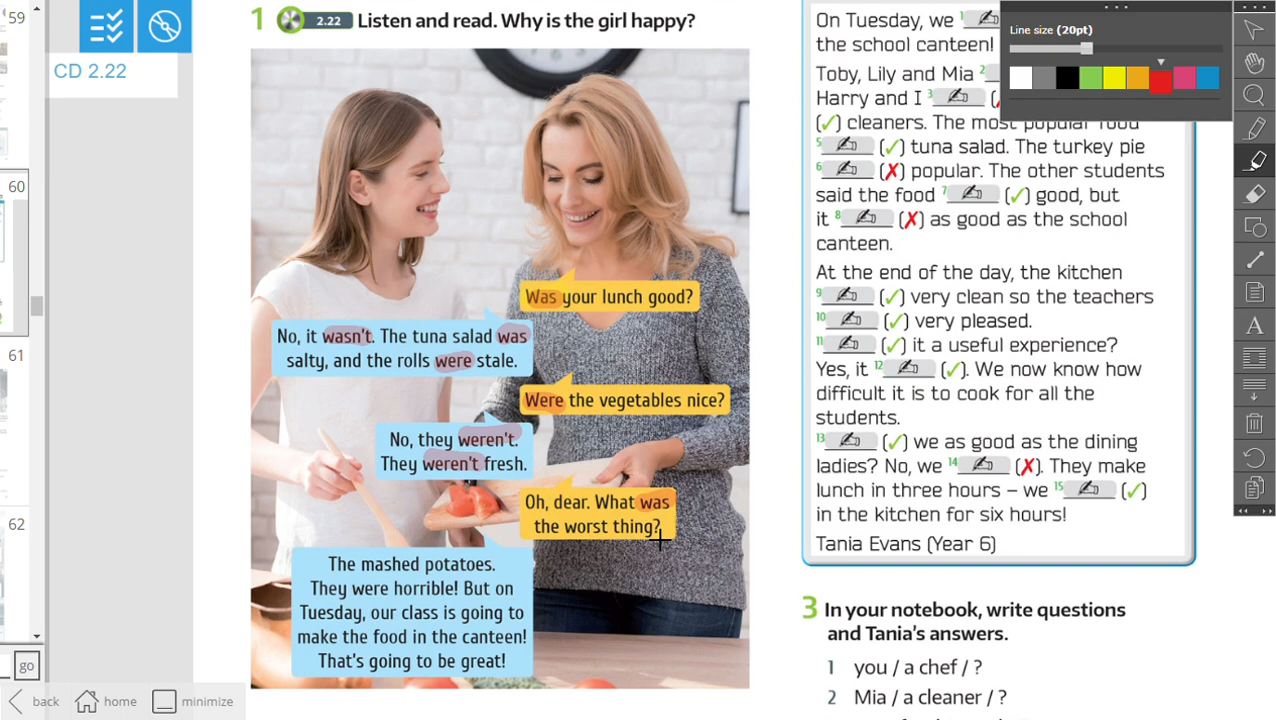 59
CD 2.22
60
61
62
go
back
home
minimize
1 2.22 Listen and read. Why is the girl happy?
Was your lunch good?
No, it wasn't. The tuna salad was
salty, and the rolls were stale.
Were the vegetables nice?
No, they weren't.
They weren't fresh.
Oh, dear. What was
the worst thing?
The mashed potatoes.
They were horrible! But on
Tuesday, our class is going to
make the food in the canteen!
That's going to be great!
On Tuesday, we 1
the school canteen!
Toby, Lily and Mia 2
Harry and I 3
(✓) cleaners. The most popular food
5 (✓) tuna salad. The turkey pie
6 (✗) popular. The other students
said the food 7 (✓) good, but
it 8 (✗) as good as the school
canteen.
At the end of the day, the kitchen
9 (✓) very clean so the teachers
10 (✓) very pleased.
11 (✓) it a useful experience?
Yes, it 12 (✓). We now know how
difficult it is to cook for all the
students.
13 (✓) we as good as the dining
ladies? No, we 14 (✗). They make
lunch in three hours – we 15 (✓)
in the kitchen for six hours!
Tania Evans (Year 6)
3 In your notebook, write questions
and Tania's answers.
1 you / a chef / ?
2 Mia / a cleaner / ?
Line size (20pt)
A